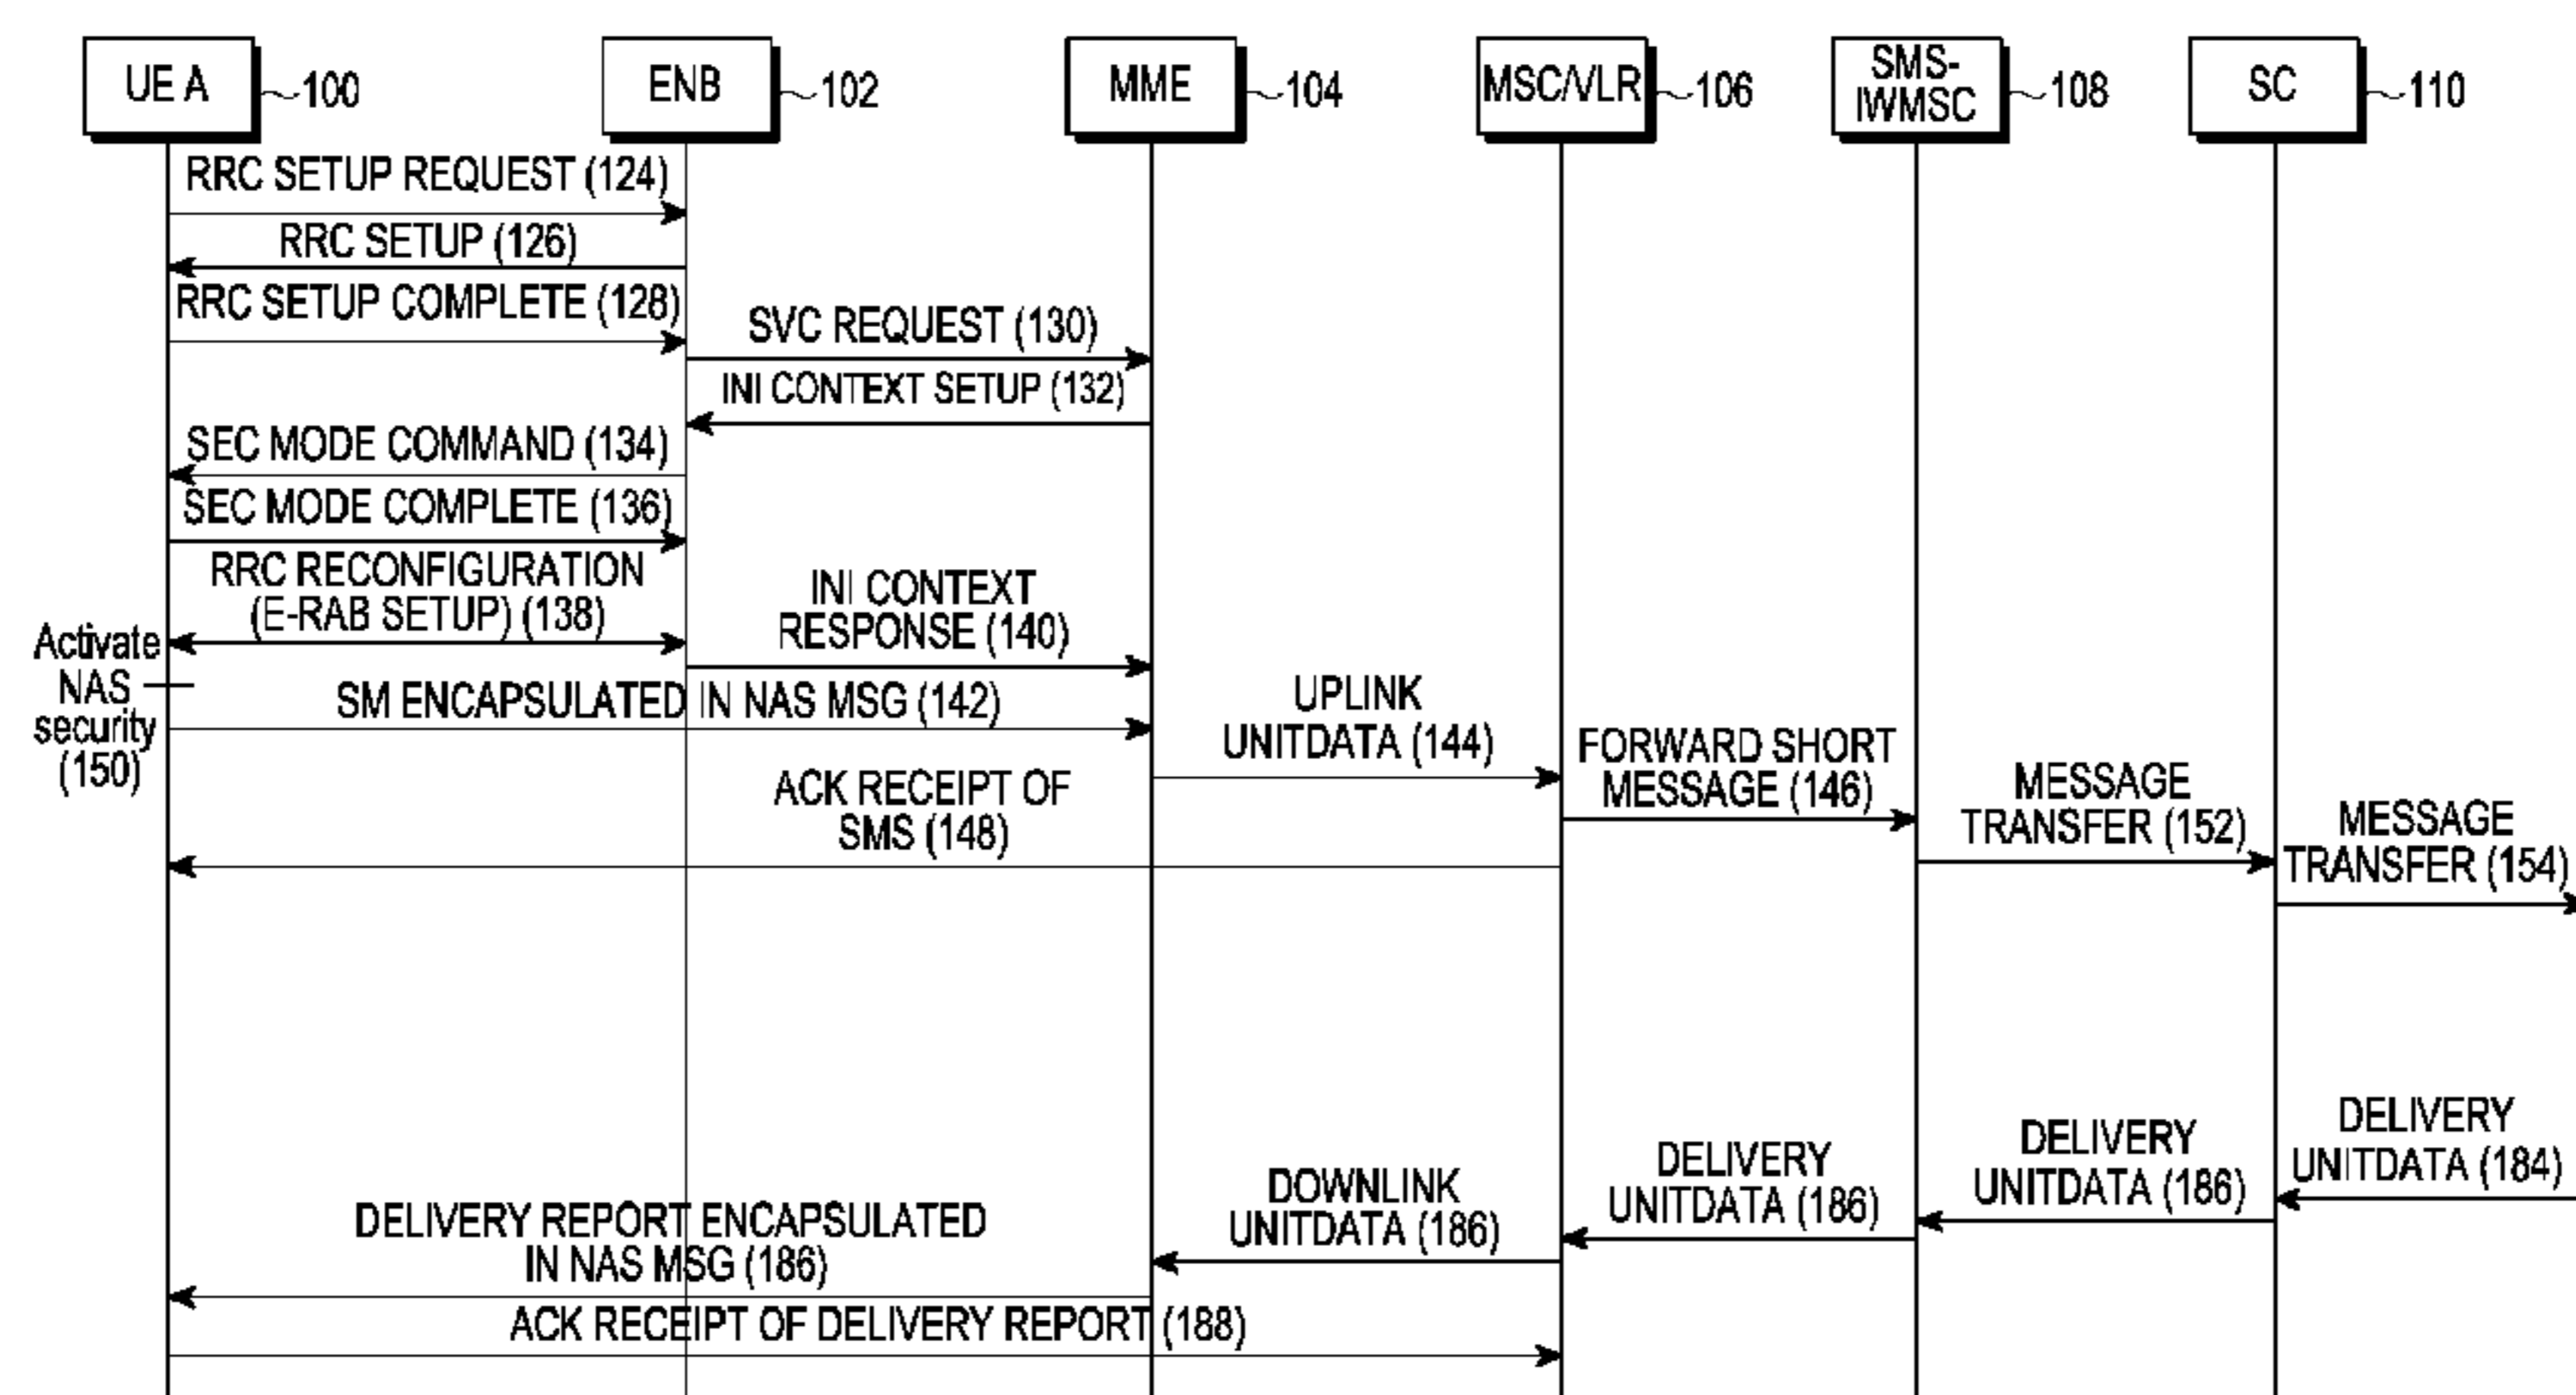 UE A
100
ENB
102
MME
104
MSC/VLR
106
SMS-
IWMSC
108
SC
110
RRC SETUP REQUEST (124)
RRC SETUP (126)
RRC SETUP COMPLETE (128)
SVC REQUEST (130)
INI CONTEXT SETUP (132)
SEC MODE COMMAND (134)
SEC MODE COMPLETE (136)
RRC RECONFIGURATION
(E-RAB SETUP) (138)
INI CONTEXT
RESPONSE (140)
Activate
NAS
security
(150)
SM ENCAPSULATED IN NAS MSG (142)
UPLINK
UNITDATA (144)
FORWARD SHORT
MESSAGE (146)
ACK RECEIPT OF
SMS (148)
MESSAGE
TRANSFER (152)
MESSAGE
TRANSFER (154)
DELIVERY
UNITDATA (184)
DELIVERY
UNITDATA (186)
DELIVERY
UNITDATA (186)
DOWNLINK
UNITDATA (186)
DELIVERY REPORT ENCAPSULATED
IN NAS MSG (186)
ACK RECEIPT OF DELIVERY REPORT (188)